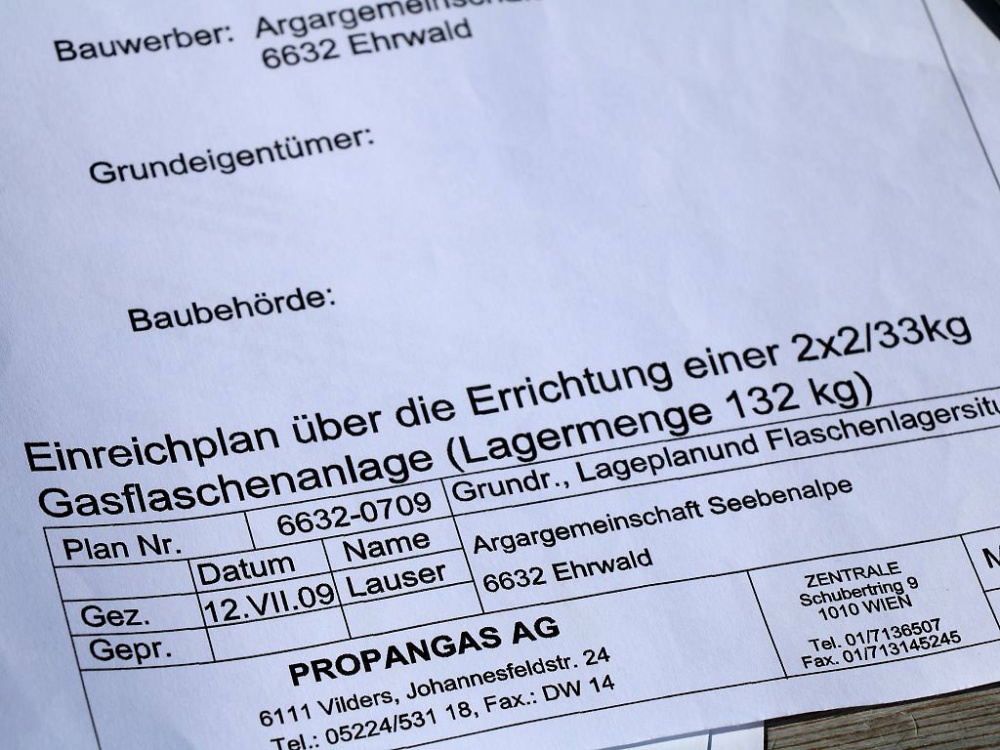 Bauwerber: Argargemeinscha
6632 Ehrwald
Grundeigentümer:
Baubehörde:
Einreichplan über die Errichtung einer 2x2/33kg
Gasflaschenanlage (Lagermenge 132 kg)
Plan Nr. 6632-0709 Grundr., Lageplanund Flaschenlagersitu
Datum Name
Argargemeinschaft Seebenalpe
Gez. 12.VII.09 Lauser
6632 Ehrwald
Gepr.
PROPANGAS AG
6111 Vilders, Johannesfeldstr. 24
Tel.: 05224/531 18, Fax.: DW 14
ZENTRALE
Schubertring 9
1010 WIEN
Tel. 01/7136507
Fax. 01/713145245